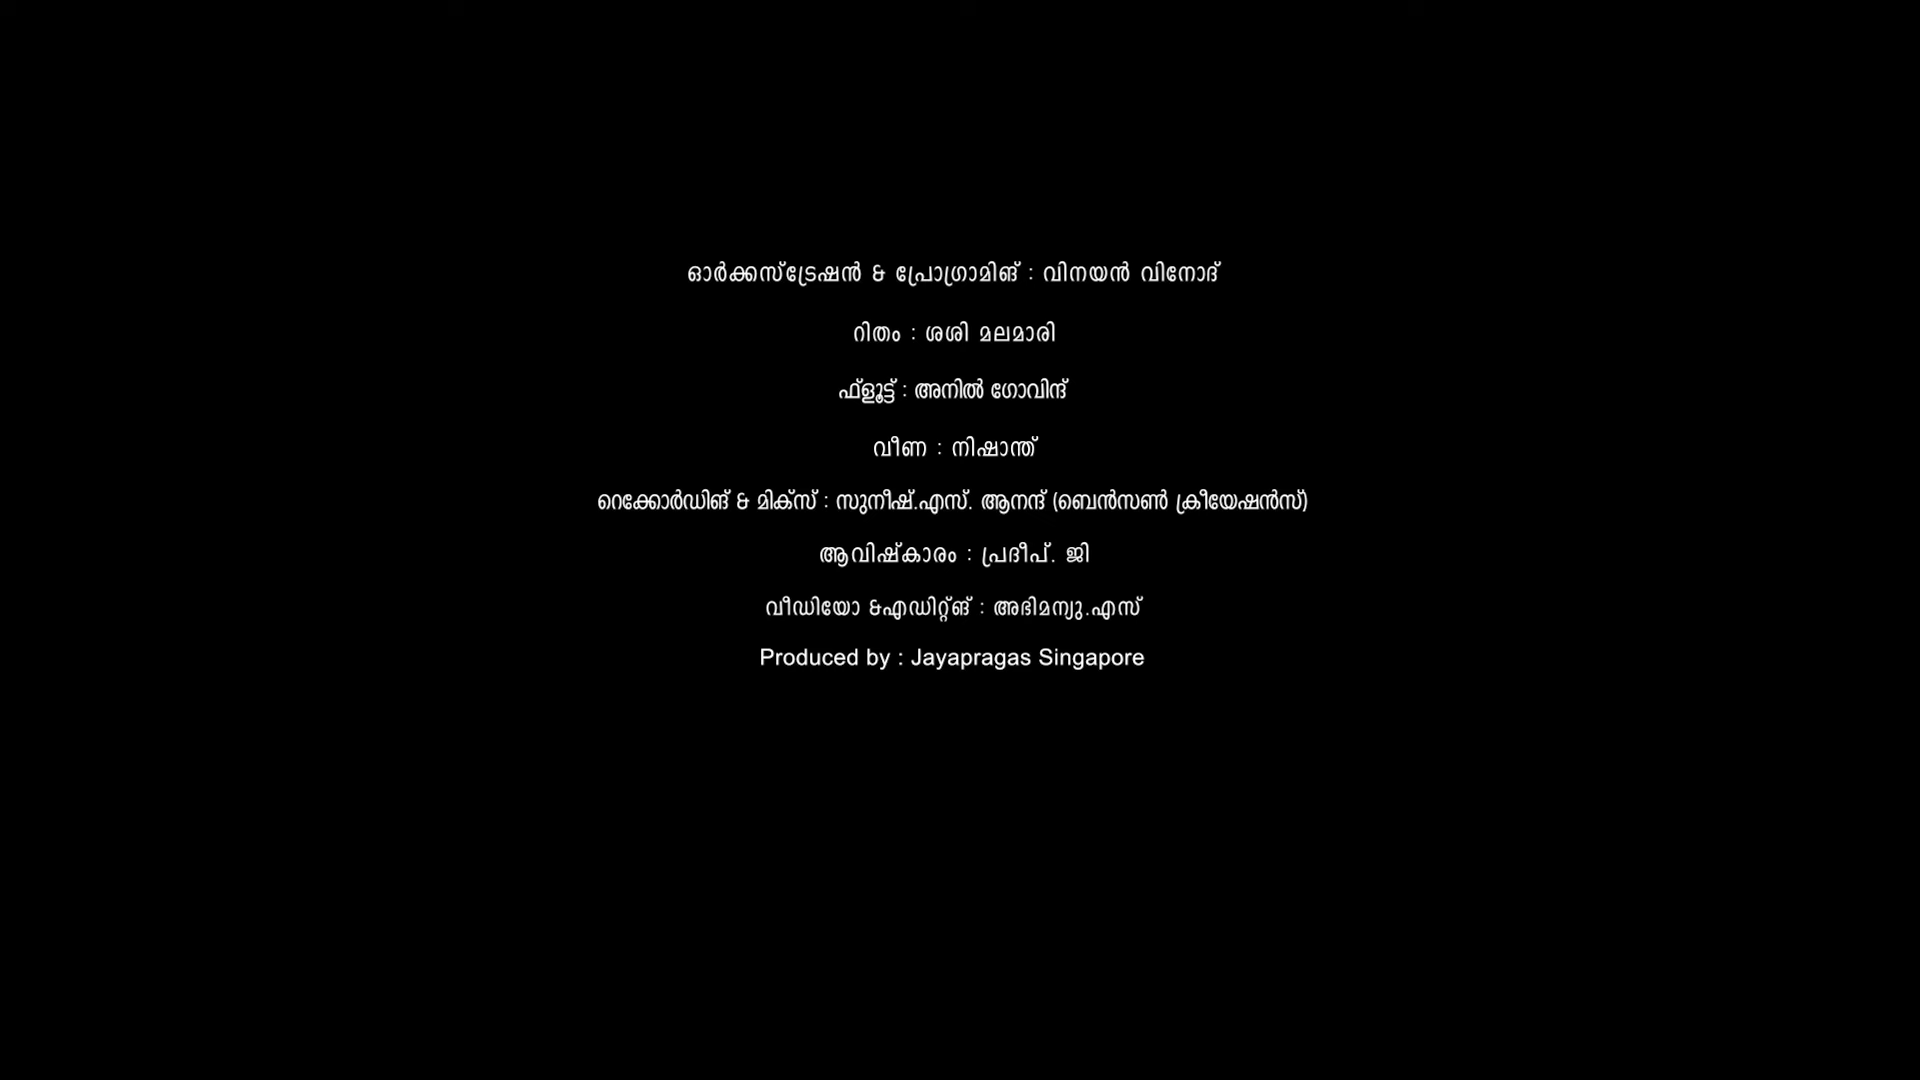 ഓർക്കസ്ട്രേഷൻ & പ്രോഗ്രാമിങ് : വിനയൻ വിനോദ്
റിതം : ശശി മലമാരി
ഫ്ളൂട്ട് : അനിൽ ഗോവിന്ദ്
വീണ : നിഷാന്ത്
റെക്കോർഡിങ് & മിക്സ് : സുനീഷ്.എസ്. ആനന്ദ് (ബെൻസൺ ക്രീയേഷൻസ്)
ആവിഷ്കാരം : പ്രദീപ്. ജി
വീഡിയോ &എഡിറ്റ്ങ് : അഭിമന്യു.എസ്
Produced by : Jayapragas Singapore